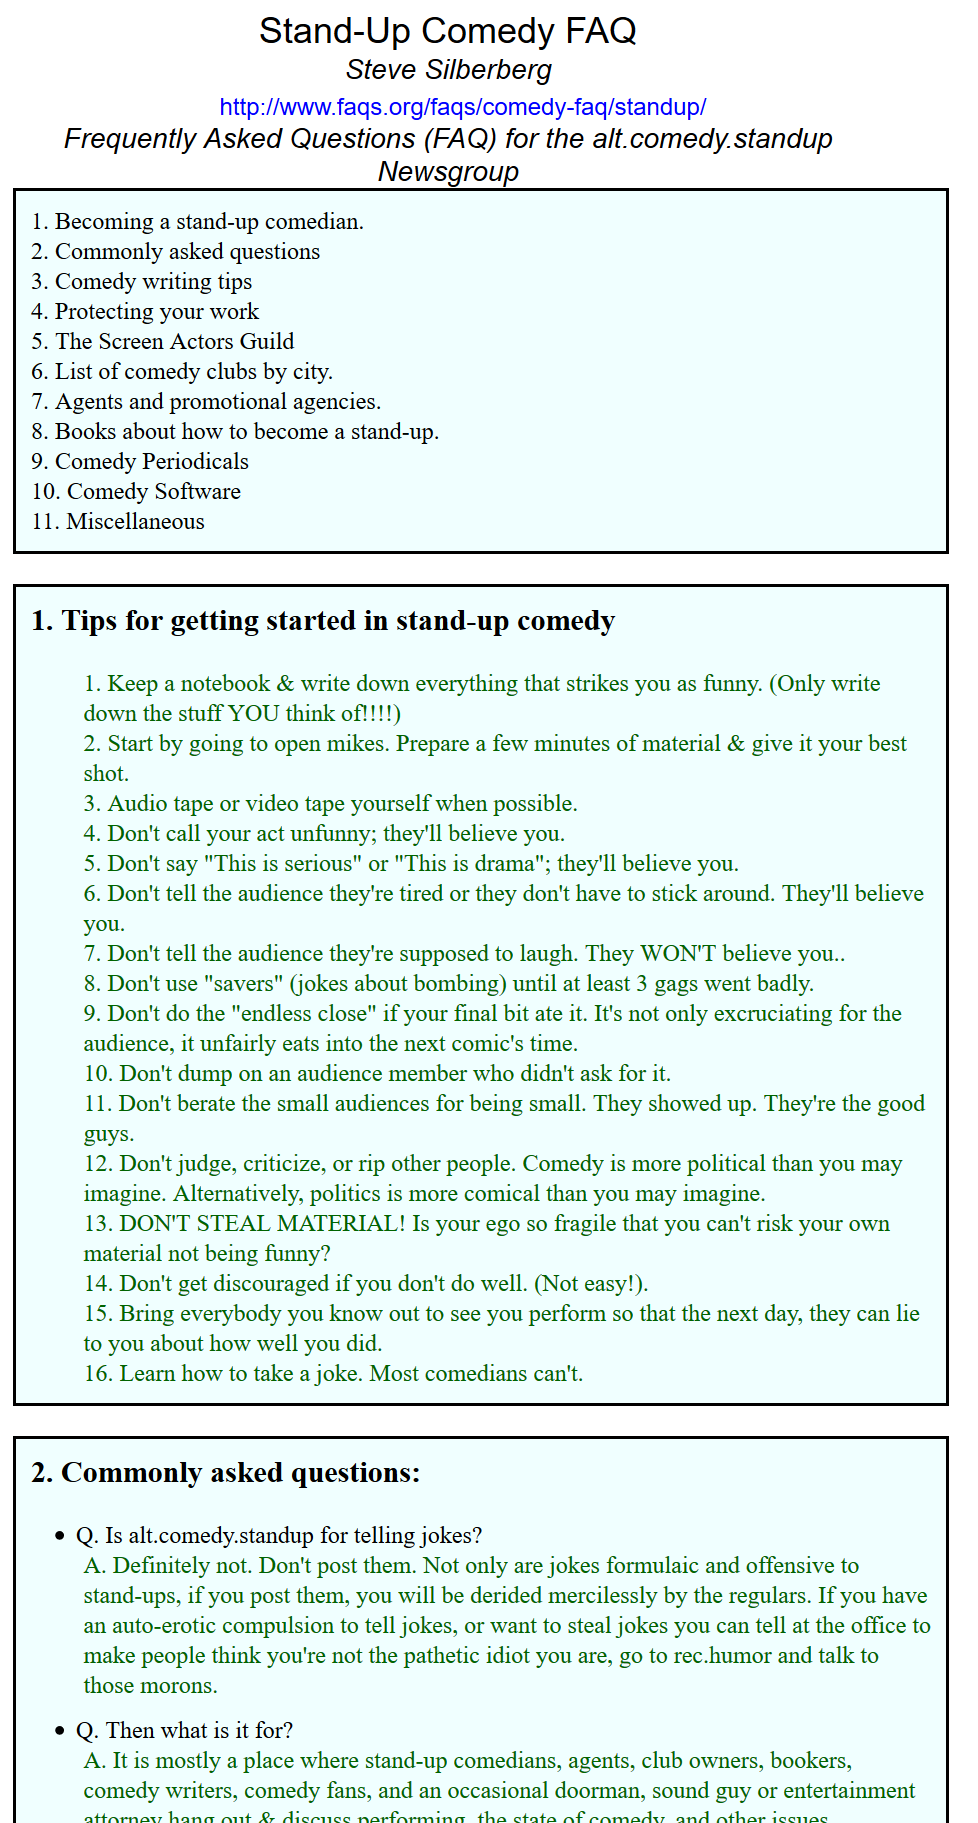 Stand-Up Comedy FAQ
Steve Silberberg
http://www.faqs.org/faqs/comedy-faq/standup/
Frequently Asked Questions (FAQ) for the alt.comedy.standup
Newsgroup
1. Becoming a stand-up comedian.
2. Commonly asked questions
3. Comedy writing tips
4. Protecting your work
5. The Screen Actors Guild
6. List of comedy clubs by city.
7. Agents and promotional agencies.
8. Books about how to become a stand-up.
9. Comedy Periodicals
10. Comedy Software
11. Miscellaneous
1. Tips for getting started in stand-up comedy
1. Keep a notebook & write down everything that strikes you as funny. (Only write
down the stuff YOU think of!!!!)
2. Start by going to open mikes. Prepare a few minutes of material & give it your best
shot.
3. Audio tape or video tape yourself when possible.
4. Don't call your act unfunny; they'll believe you.
5. Don't say "This is serious" or "This is drama"; they'll believe you.
6. Don't tell the audience they're tired or they don't have to stick around. They'll believe
you.
7. Don't tell the audience they're supposed to laugh. They WON'T believe you..
8. Don't use "savers" (jokes about bombing) until at least 3 gags went badly.
9. Don't do the "endless close" if your final bit ate it. It's not only excruciating for the
audience, it unfairly eats into the next comic's time.
10. Don't dump on an audience member who didn't ask for it.
11. Don't berate the small audiences for being small. They showed up. They're the good
guys.
12. Don't judge, criticize, or rip other people. Comedy is more political than you may
imagine. Alternatively, politics is more comical than you may imagine.
13. DON'T STEAL MATERIAL! Is your ego so fragile that you can't risk your own
material not being funny?
14. Don't get discouraged if you don't do well. (Not easy!).
15. Bring everybody you know out to see you perform so that the next day, they can lie
to you about how well you did.
16. Learn how to take a joke. Most comedians can't.
2. Commonly asked questions:
• Q. Is alt.comedy.standup for telling jokes?
A. Definitely not. Don't post them. Not only are jokes formulaic and offensive to
stand-ups, if you post them, you will be derided mercilessly by the regulars. If you have
an auto-erotic compulsion to tell jokes, or want to steal jokes you can tell at the office to
make people think you're not the pathetic idiot you are, go to rec.humor and talk to
those morons.
• Q. Then what is it for?
A. It is mostly a place where stand-up comedians, agents, club owners, bookers,
comedy writers, comedy fans, and an occasional doorman, sound guy or entertainment
attorney hang out & discuss performing, the state of comedy, and other issues